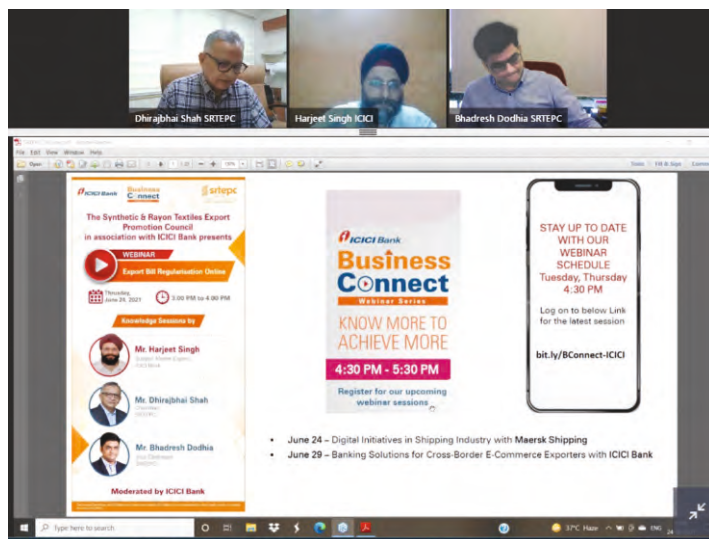 Dhirajbhai Shah SRTEPC
Harjeet Singh ICICI
Bhadresh Dodhia SRTEPC
File Edit View Window Help
Open
Tools
Fill & Sign
ICICI Bank
Business
Connect
srtepc
The Synthetic & Rayon Textiles Export
Promotion Council
in association with ICICI Bank presents
WEBINAR
Export Bill Regularisation Online
Thursday,
3:00 PM to 4:00 PM
Knowledge Sessions by
Mr. Harjeet Singh
ICICI Bank
Mr. Dhirajbhai Shah
Mr. Bhadresh Dodhia
Moderated by ICICI Bank
ICICI Bank
Business
Connect
Webinar Series
KNOW MORE TO
ACHIEVE MORE
4:30 PM - 5:30 PM
Register for our upcoming
webinar sessions
STAY UP TO DATE
WITH OUR
WEBINAR
SCHEDULE
Tuesday, Thursday
4:30 PM
Log on to below Link
for the latest session
bit.ly/BConnect-ICICI
• June 24 – Digital Initiatives in Shipping Industry with Maersk Shipping
• June 29 – Banking Solutions for Cross-Border E-Commerce Exporters with ICICI Bank
Type here to search
37°C Haze
ENG